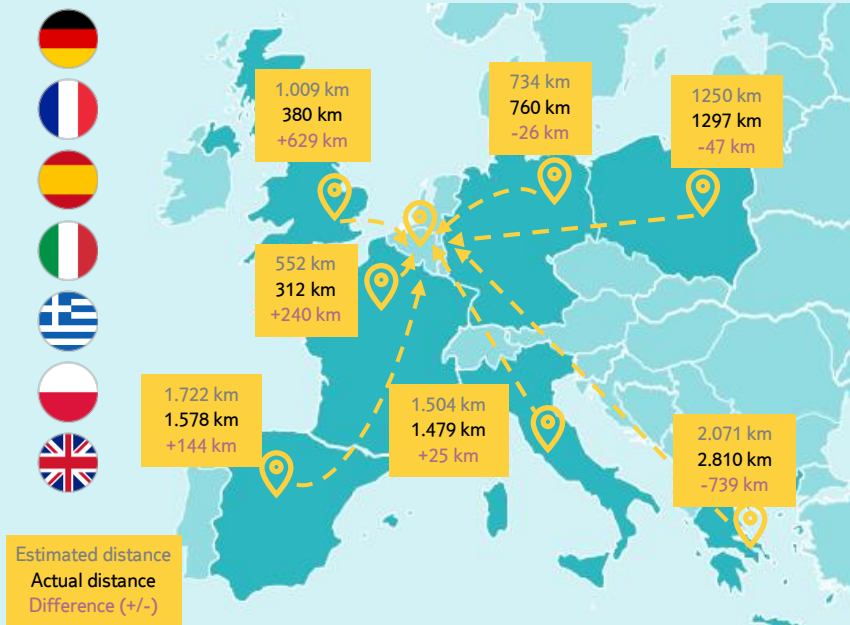 1.009 km
380 km
+629 km
734 km
760 km
-26 km
1250 km
1297 km
-47 km
552 km
312 km
+240 km
1.722 km
1.578 km
+144 km
1.504 km
1.479 km
+25 km
2.071 km
2.810 km
-739 km
Estimated distance
Actual distance
Difference (+/-)